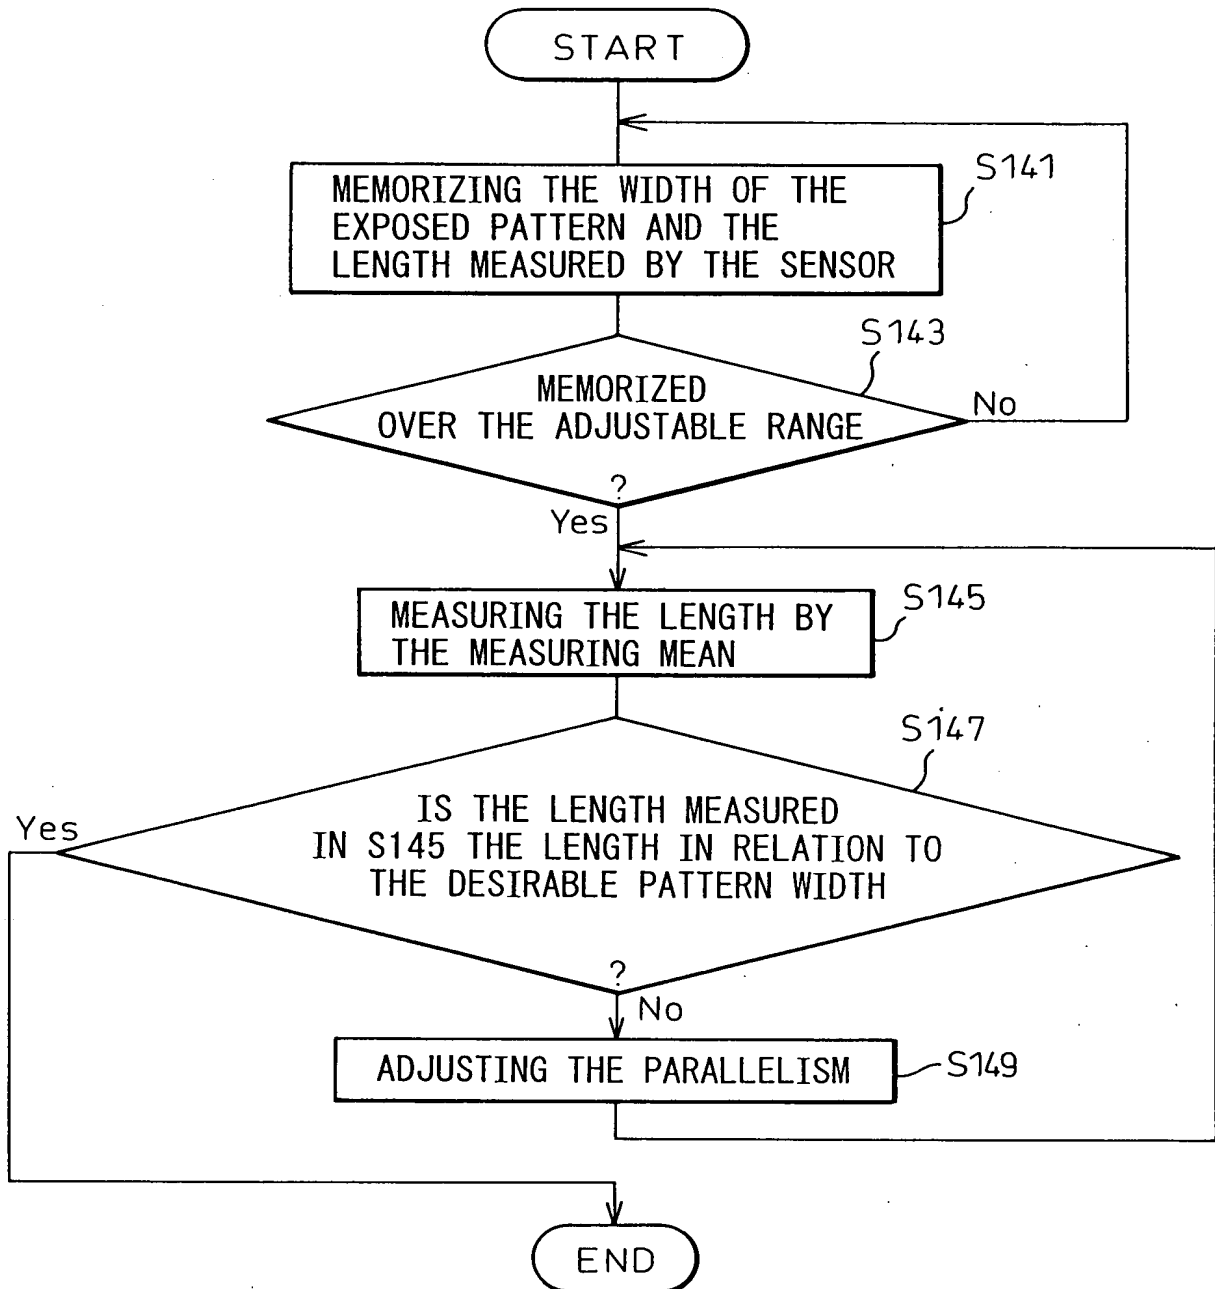 START
S141
MEMORIZING THE WIDTH OF THE
EXPOSED PATTERN AND THE
LENGTH MEASURED BY THE SENSOR
S143
MEMORIZED
OVER THE ADJUSTABLE RANGE
?
No
Yes
S145
MEASURING THE LENGTH BY
THE MEASURING MEAN
S147
Yes
IS THE LENGTH MEASURED
IN S145 THE LENGTH IN RELATION TO
THE DESIRABLE PATTERN WIDTH
?
No
ADJUSTING THE PARALLELISM
S149
END